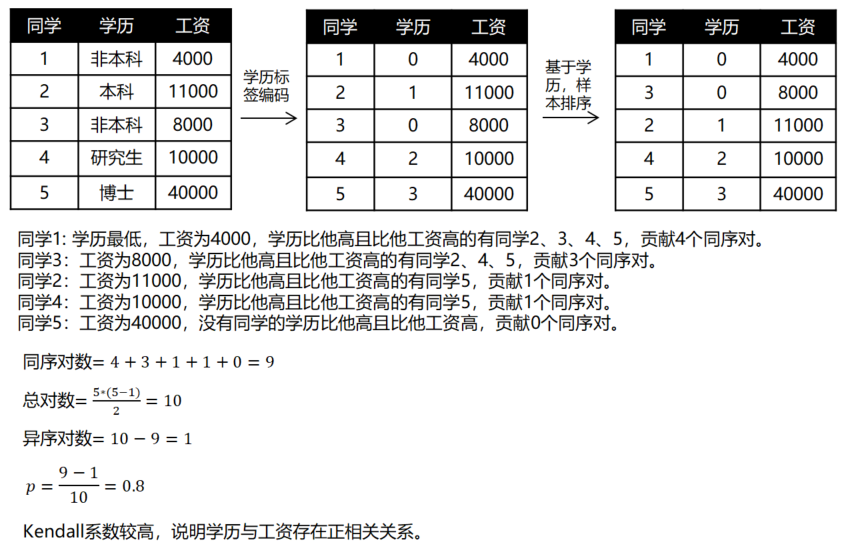 同学 学历 工资
1 非本科 4000
2 本科 11000
3 非本科 8000
4 研究生 10000
5 博士 40000
学历标
签编码
同学 学历 工资
1 0 4000
2 1 11000
3 0 8000
4 2 10000
5 3 40000
基于学
历，样
本排序
同学 学历 工资
1 0 4000
3 0 8000
2 1 11000
4 2 10000
5 3 40000
同学1: 学历最低，工资为4000，学历比他高且比他工资高的有同学2、3、4、5，贡献4个同序对。
同学3：工资为8000，学历比他高且比他工资高的有同学2、4、5，贡献3个同序对。
同学2：工资为11000，学历比他高且比他工资高的有同学5，贡献1个同序对。
同学4：工资为10000，学历比他高且比他工资高的有同学5，贡献1个同序对。
同学5：工资为40000，没有同学的学历比他高且比他工资高，贡献0个同序对。
同序对数= 4 + 3 + 1 + 1 + 0 = 9
总对数= 5*(5−1)/2 = 10
异序对数= 10 − 9 = 1
p = (9 − 1)/10 = 0.8
Kendall系数较高，说明学历与工资存在正相关关系。